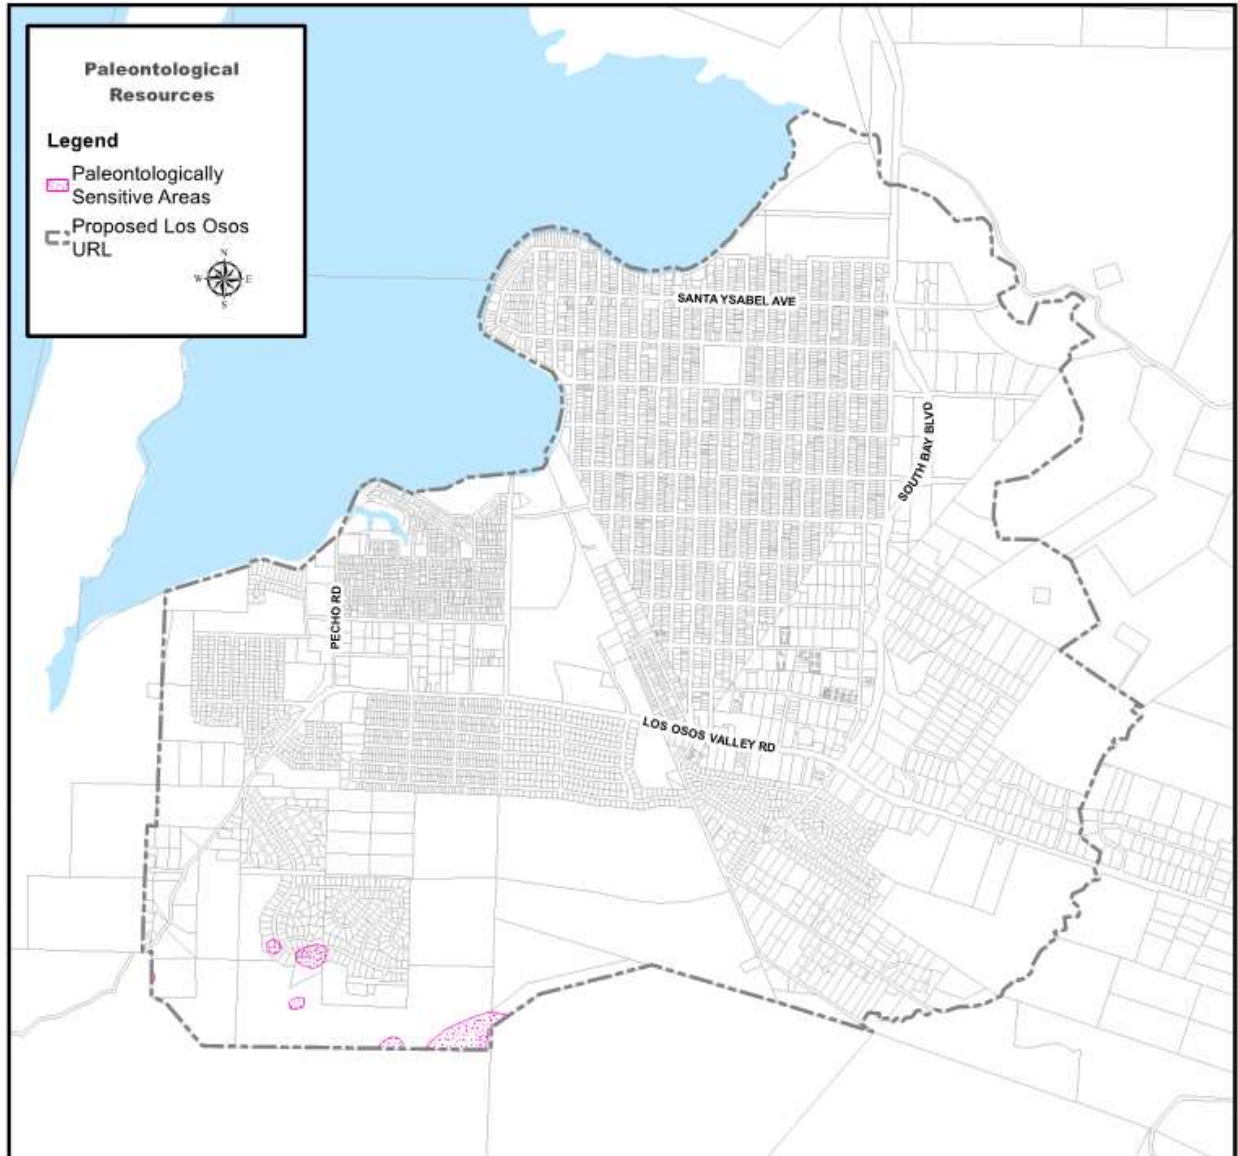 Paleontological
Resources
Legend
Paleontologically
Sensitive Areas
Proposed Los Osos
URL
N
W E
S
SANTA YSABEL AVE
SOUTH BAY BLVD
PECHO RD
LOS OSOS VALLEY RD